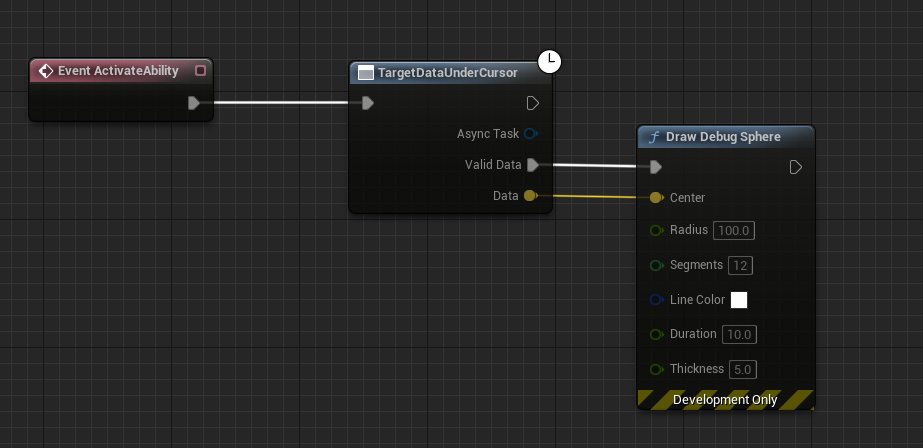 Event ActivateAbility
TargetDataUnderCursor
Async Task
Valid Data
Data
f Draw Debug Sphere
Center
Radius 100.0
Segments 12
Line Color
Duration 10.0
Thickness 5.0
Development Only